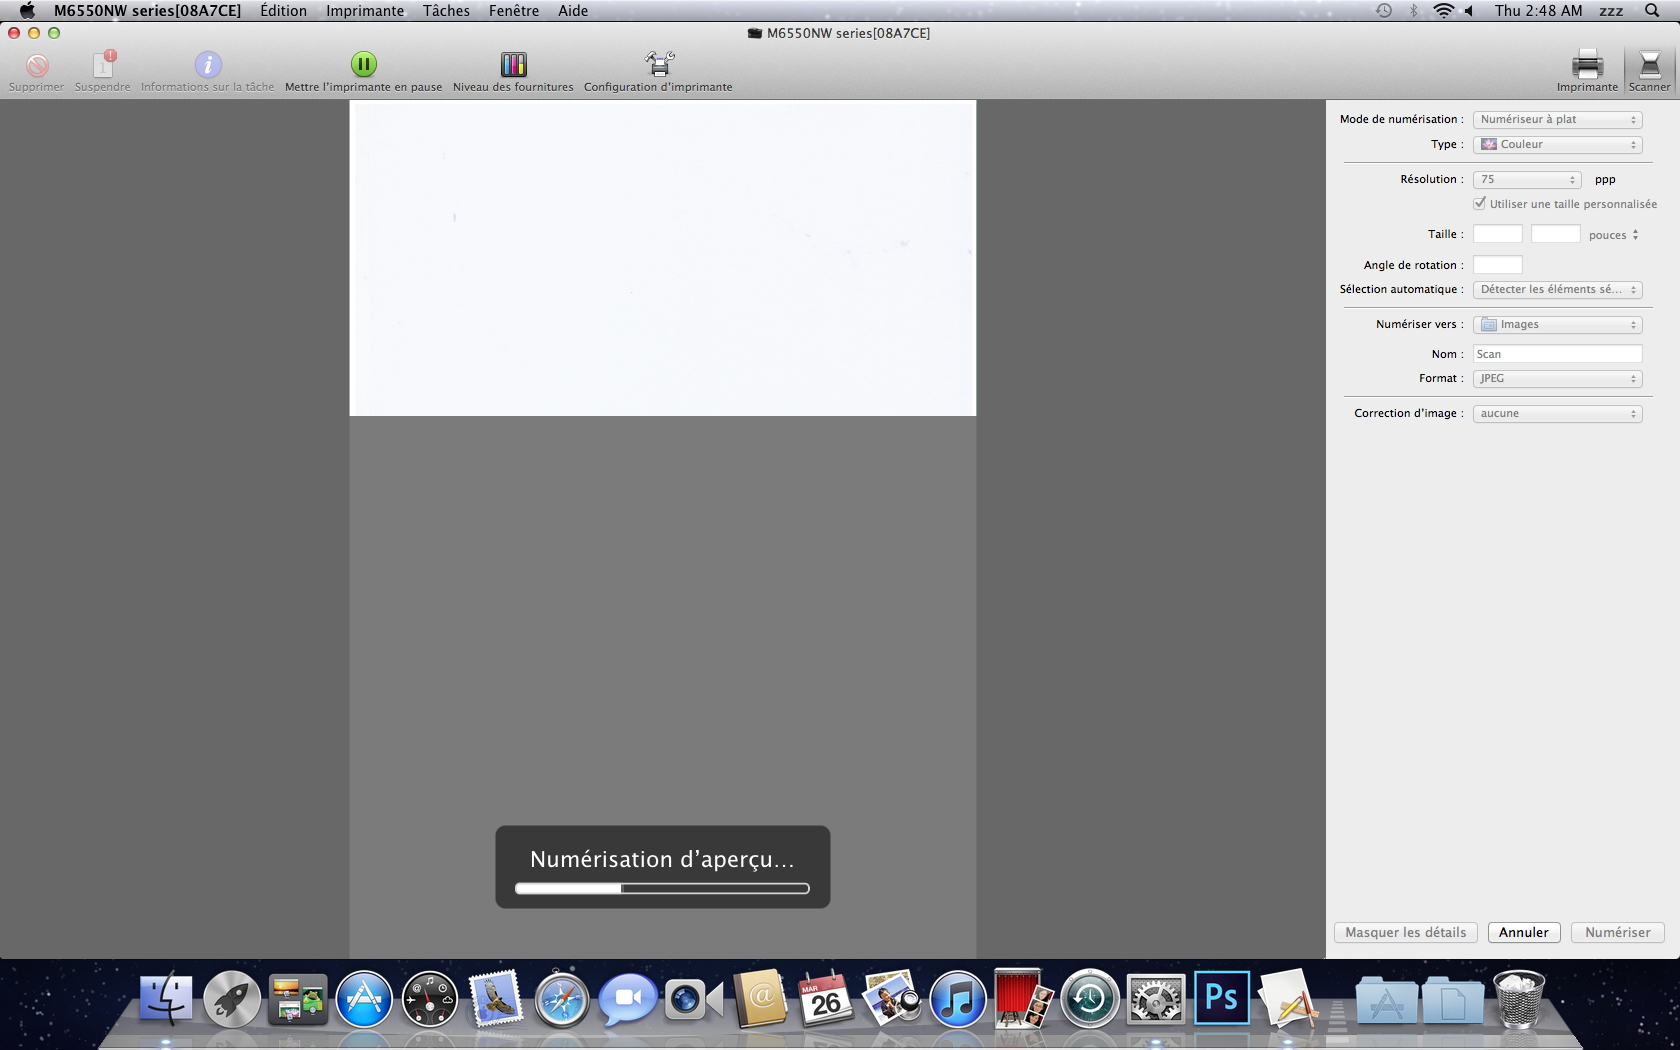 M6550NW series[08A7CE] Édition Imprimante Tâches Fenêtre Aide Thu 2:48 AM zzz
M6550NW series[08A7CE]
Supprimer Suspendre Informations sur la tâche Mettre l'imprimante en pause Niveau des fournitures Configuration d'imprimante Imprimante Scanner
Mode de numérisation : Numériseur à plat
Type : Couleur
Résolution : 75 ppp
Utiliser une taille personnalisée
Taille : pouces
Angle de rotation :
Sélection automatique : Détecter les éléments sé...
Numériser vers : Images
Nom : Scan
Format : JPEG
Correction d'image : aucune
Numérisation d'aperçu...
Masquer les détails Annuler Numériser
MAR
26
Ps